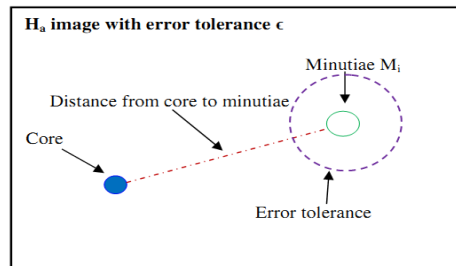 Hₐ image with error tolerance ϵ
Minutiae Mᵢ
Distance from core to minutiae
Core
Error tolerance